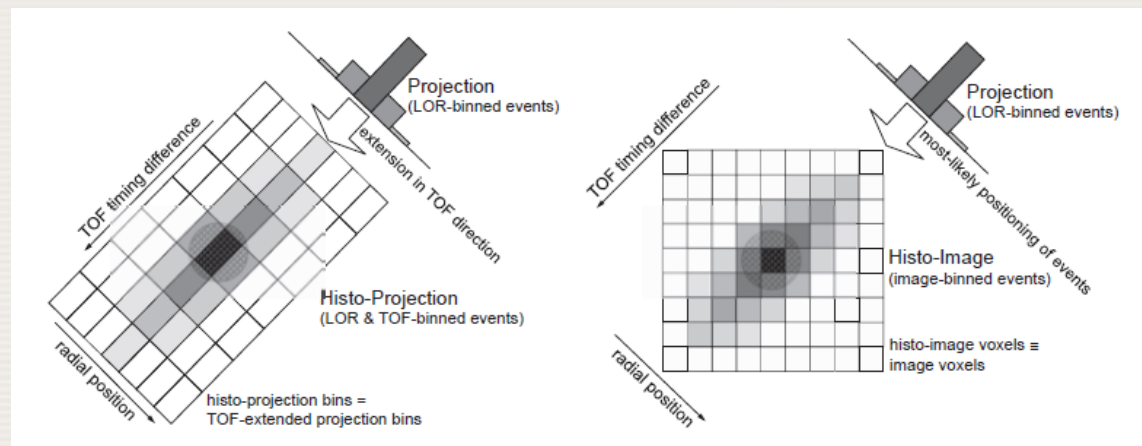 Projection
(LOR-binned events)
TOF timing difference
extension in TOF direction
Histo-Projection
(LOR & TOF-binned events)
radial position
histo-projection bins =
TOF-extended projection bins
Projection
(LOR-binned events)
TOF timing difference
most-likely positioning of events
Histo-Image
(image-binned events)
histo-image voxels ≡
image voxels
radial position